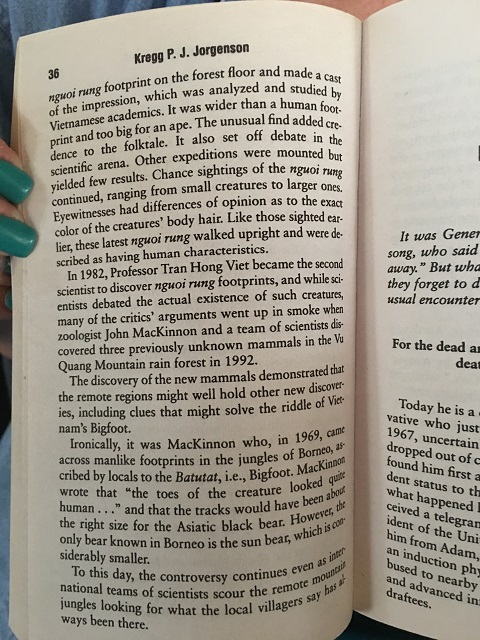 36
Kregg P. J. Jorgenson
nguoi rung footprint on the forest floor and made a cast
of the impression, which was analyzed and studied by
Vietnamese academics. It was wider than a human foot-
print and too big for an ape. The unusual find added cre-
dence to the folktale. It also set off debate in the
scientific arena. Other expeditions were mounted but
yielded few results. Chance sightings of the nguoi rung
continued, ranging from small creatures to larger ones.
Eyewitnesses had differences of opinion as to the exact
color of the creatures' body hair. Like those sighted ear-
lier, these latest nguoi rung walked upright and were de-
scribed as having human characteristics.
In 1982, Professor Tran Hong Viet became the second
scientist to discover nguoi rung footprints, and while sci-
entists debated the actual existence of such creatures,
many of the critics' arguments went up in smoke when
zoologist John MacKinnon and a team of scientists dis-
covered three previously unknown mammals in the Vu
Quang Mountain rain forest in 1992.
The discovery of the new mammals demonstrated that
the remote regions might well hold other new discover-
ies, including clues that might solve the riddle of Viet-
nam's Bigfoot.
Ironically, it was MacKinnon who, in 1969, came
across manlike footprints in the jungles of Borneo, as-
cribed by locals to the Batutat, i.e., Bigfoot. MacKinnon
wrote that "the toes of the creature looked quite
human . . ." and that the tracks would have been about
the right size for the Asiatic black bear. However, the
only bear known in Borneo is the sun bear, which is con-
siderably smaller.
To this day, the controversy continues even as inter-
national teams of scientists scour the remote mountain
jungles looking for what the local villagers say has al-
ways been there.
It was Gener
song, who said
away." But wha
they forget to d
usual encounter
For the dead an
deat
Today he is a
vative who just
1967, uncertain
dropped out of c
found him first a
dent status to th
what happened
ceived a telegram
ident of the Uni
him from Adam,
an induction phy
bused to nearby
and advanced in
draftees.